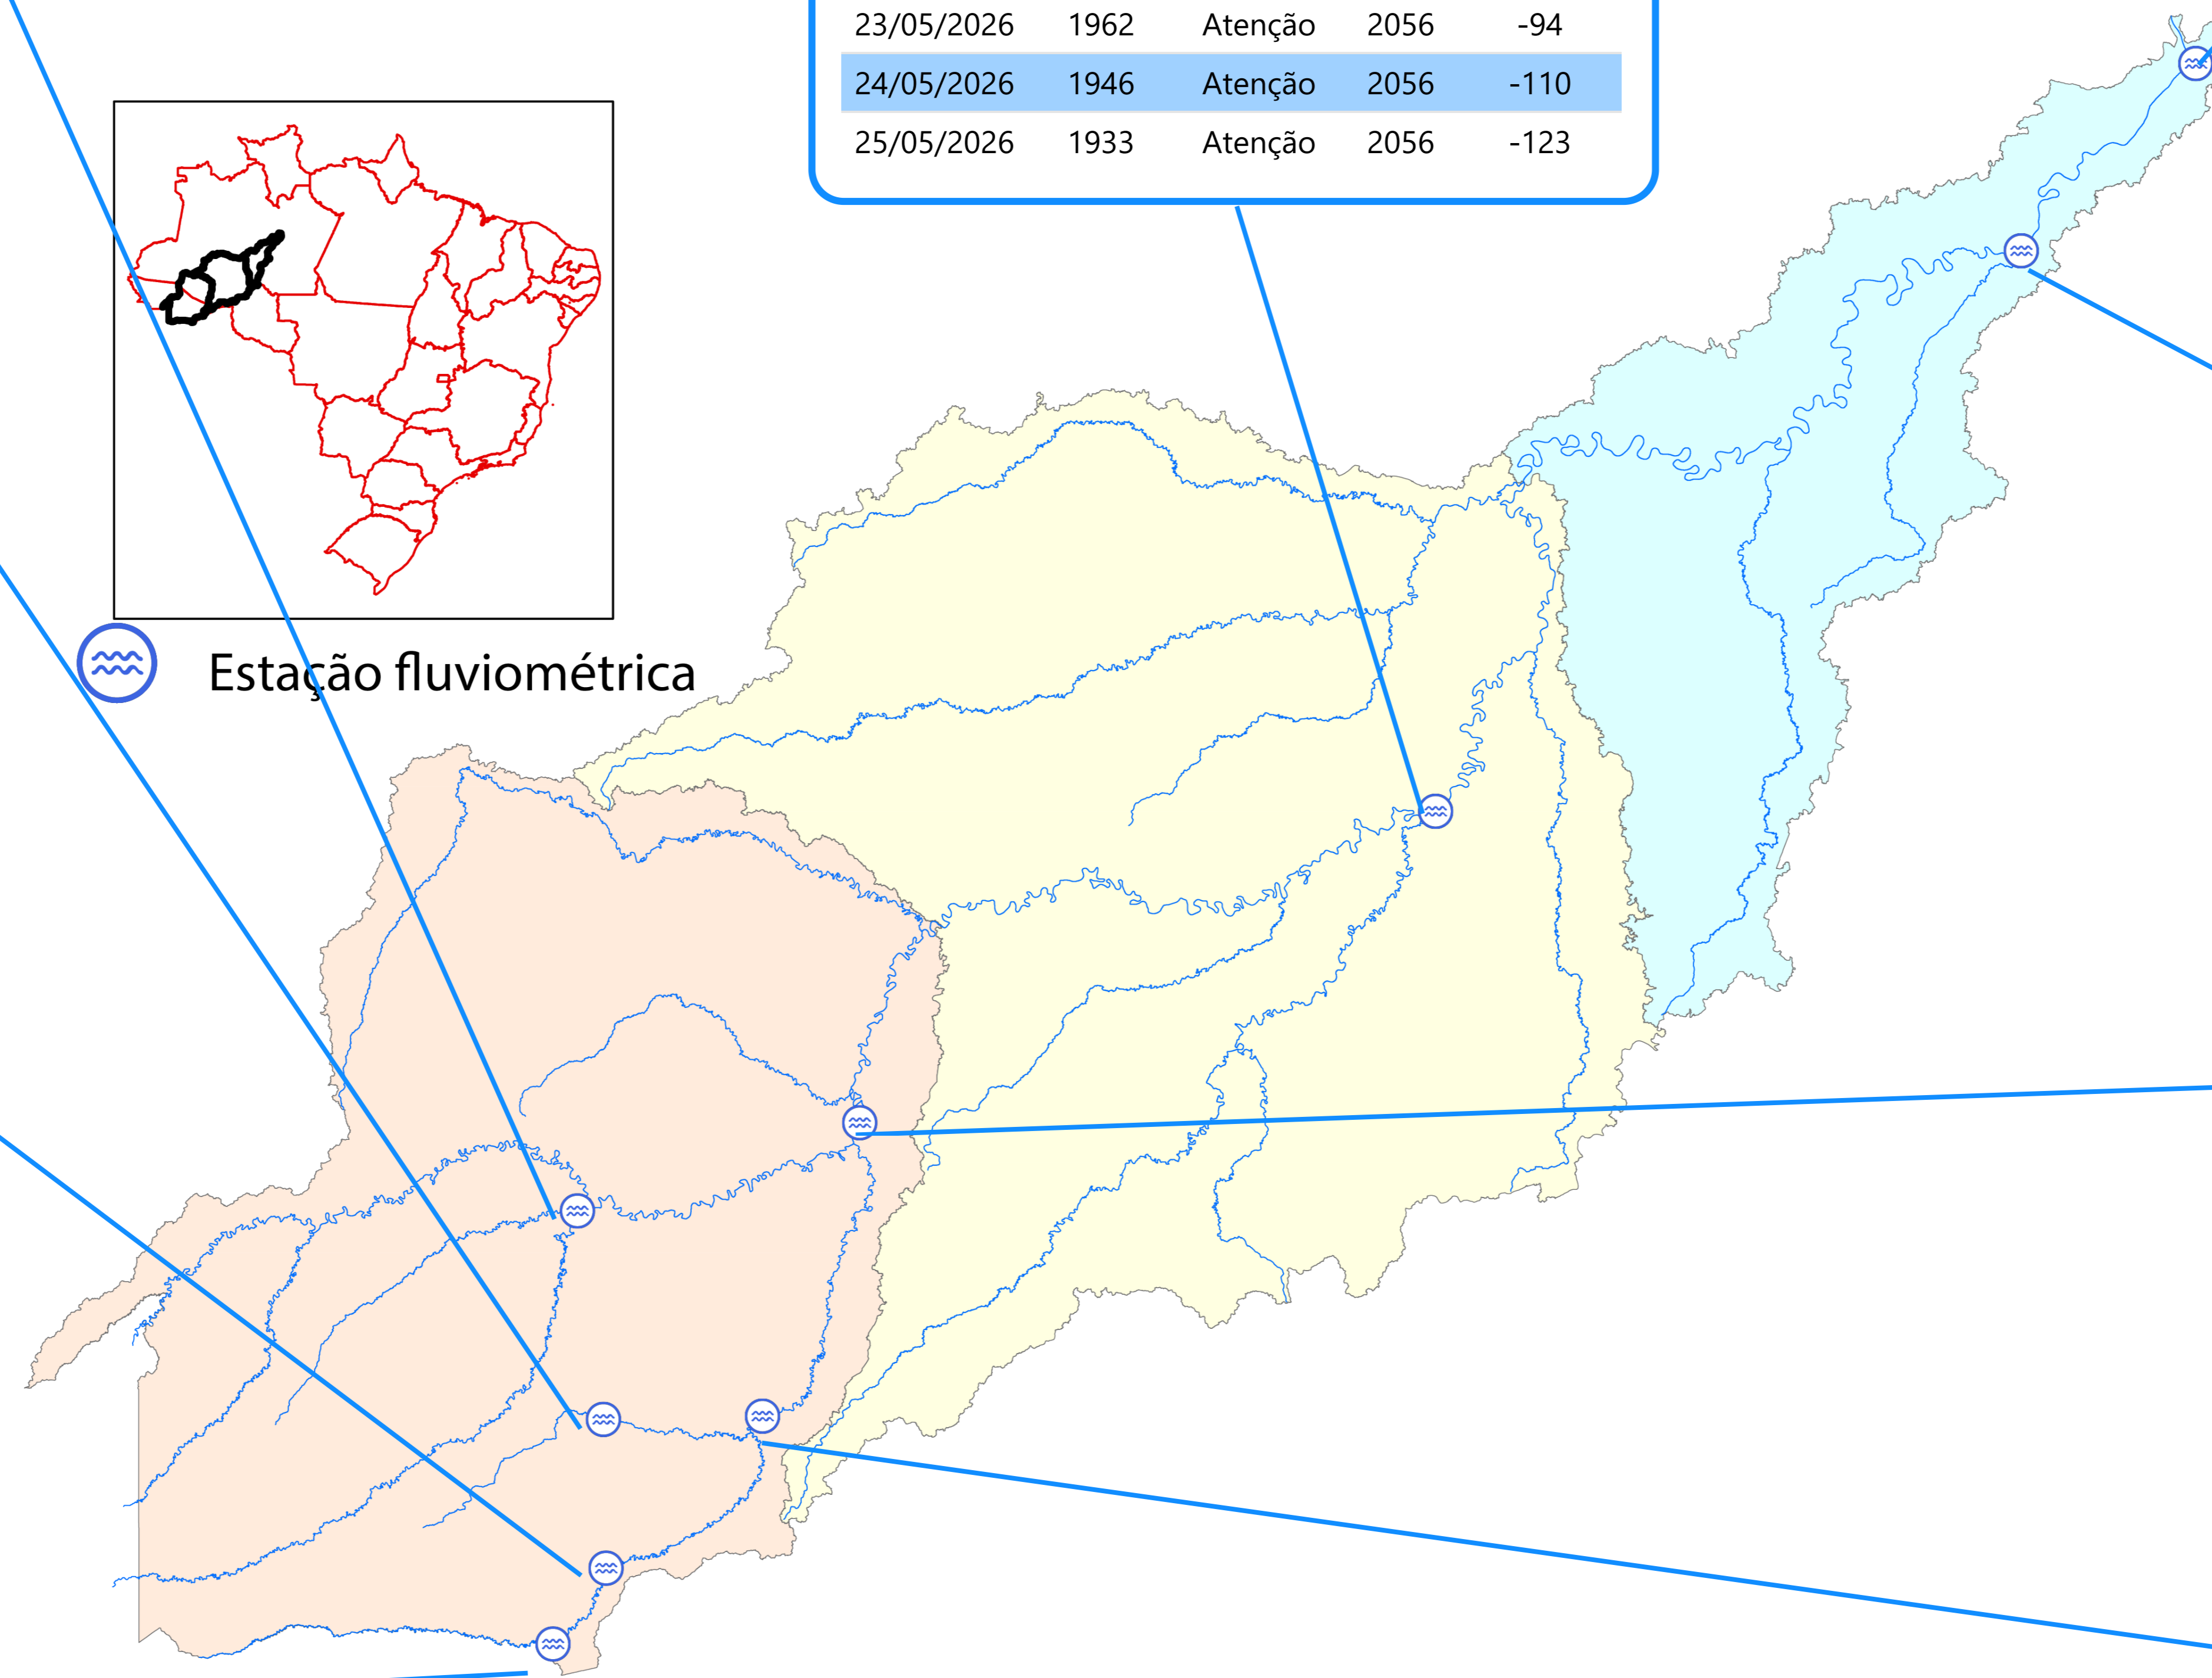 23/05/2026 1962 Atenção 2056 -94
24/05/2026 1946 Atenção 2056 -110
25/05/2026 1933 Atenção 2056 -123
Estação fluviométrica